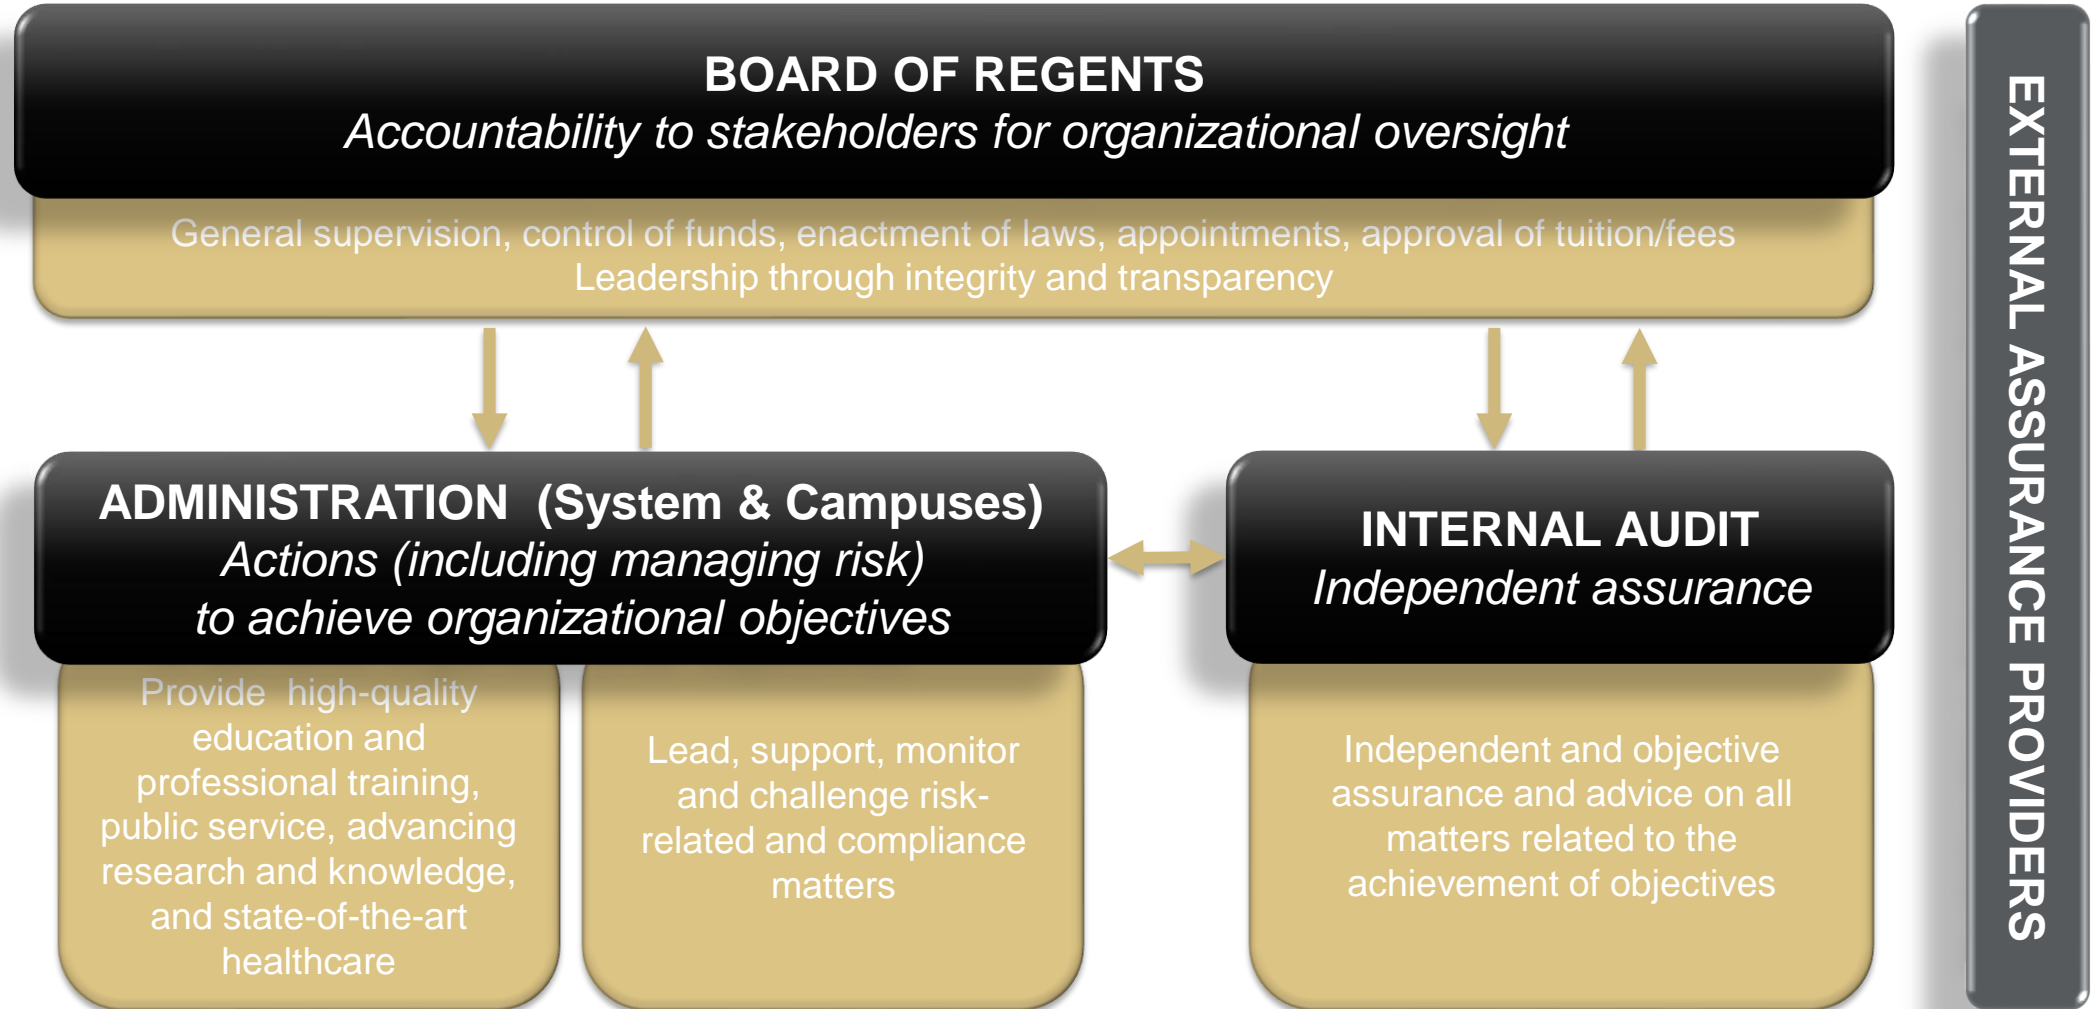 BOARD OF REGENTS
Accountability to stakeholders for organizational oversight
General supervision, control of funds, enactment of laws, appointments, approval of tuition/fees
Leadership through integrity and transparency
ADMINISTRATION (System & Campuses)
Actions (including managing risk)
to achieve organizational objectives
Provide high-quality
education and
professional training,
public service, advancing
research and knowledge,
and state-of-the-art
healthcare
Lead, support, monitor
and challenge risk-
related and compliance
matters
INTERNAL AUDIT
Independent assurance
Independent and objective
assurance and advice on all
matters related to the
achievement of objectives
EXTERNAL ASSURANCE PROVIDERS